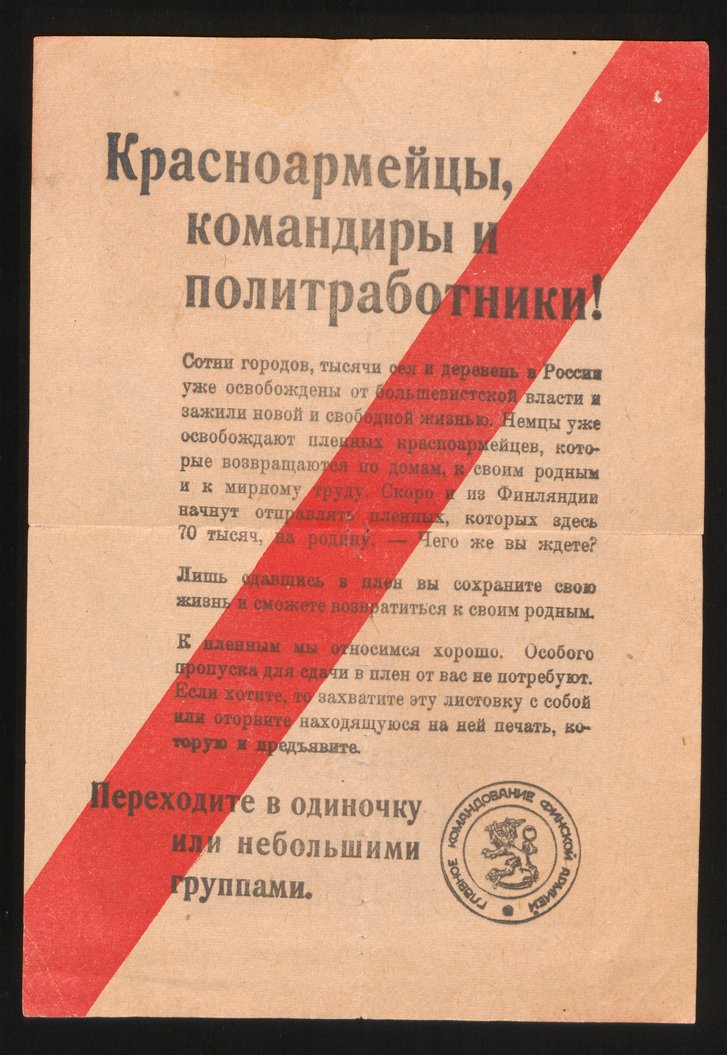 Красноармейцы,
командиры и
политработники!
Сотни городов, тысячи сел и деревень в России
уже освобождены от большевистской власти и
зажили новой и свободной жизнью. Немцы уже
освобождают пленных красноармейцев, кото-
рые возвращаются по домам, к своим родным
и к мирному труду. Скоро и из Финляндии
начнут отправлять пленных, которых здесь
70 тысяч, на родину. — Чего же вы ждете?
Лишь сдавшись в плен вы сохраните свою
жизнь и сможете возвратиться к своим родным.
К пленным мы относимся хорошо. Особого
пропуска для сдачи в плен от вас не потребуют.
Если хотите, то захватите эту листовку с собой
или оторвите находящуюся на ней печать, ко-
торую и предъявите.
Переходите в одиночку
или небольшими
группами.
ГЛАВНОЕ КОМАНДОВАНИЕ ФИНСКОЙ АРМИЕЙ